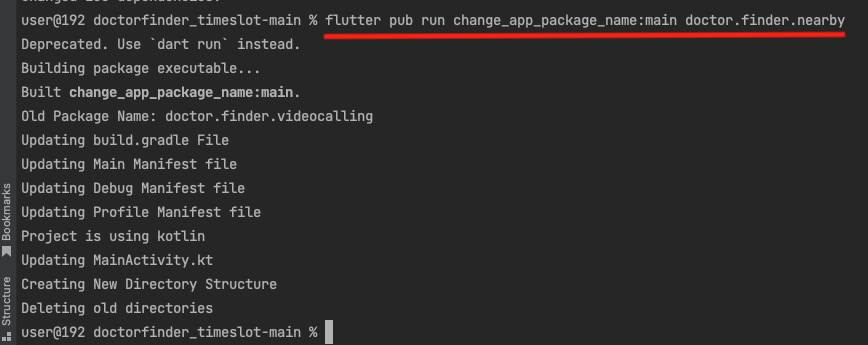 user@192 doctorfinder_timeslot-main % flutter pub run change_app_package_name:main doctor.finder.nearby
Deprecated. Use `dart run` instead.
Building package executable...
Built change_app_package_name:main.
Old Package Name: doctor.finder.videocalling
Updating build.gradle File
Updating Main Manifest file
Updating Debug Manifest file
Updating Profile Manifest file
Project is using kotlin
Updating MainActivity.kt
Creating New Directory Structure
Deleting old directories
user@192 doctorfinder_timeslot-main %
Bookmarks
Structure